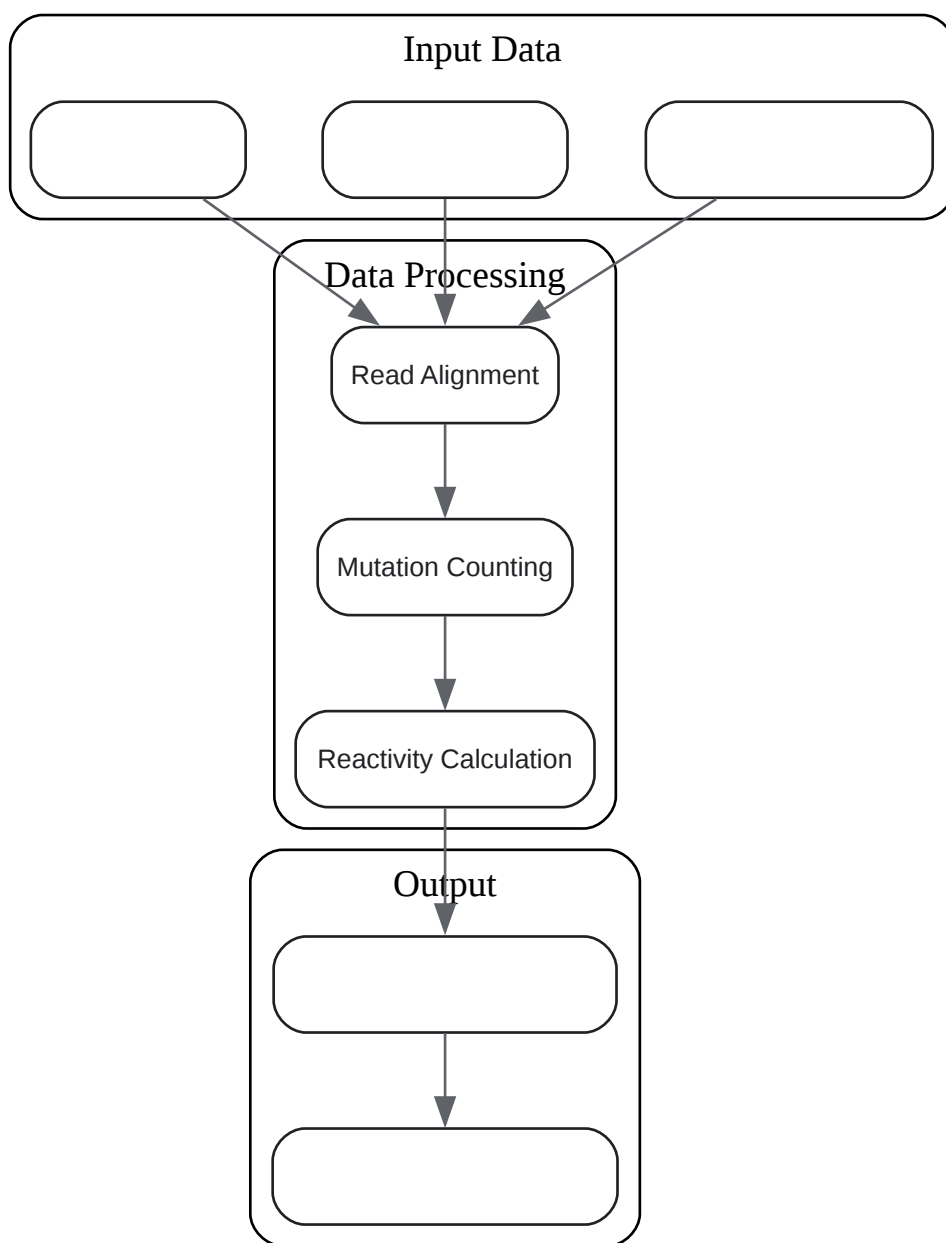 Input Data
Data Processing
Read Alignment
Mutation Counting
Reactivity Calculation
Output